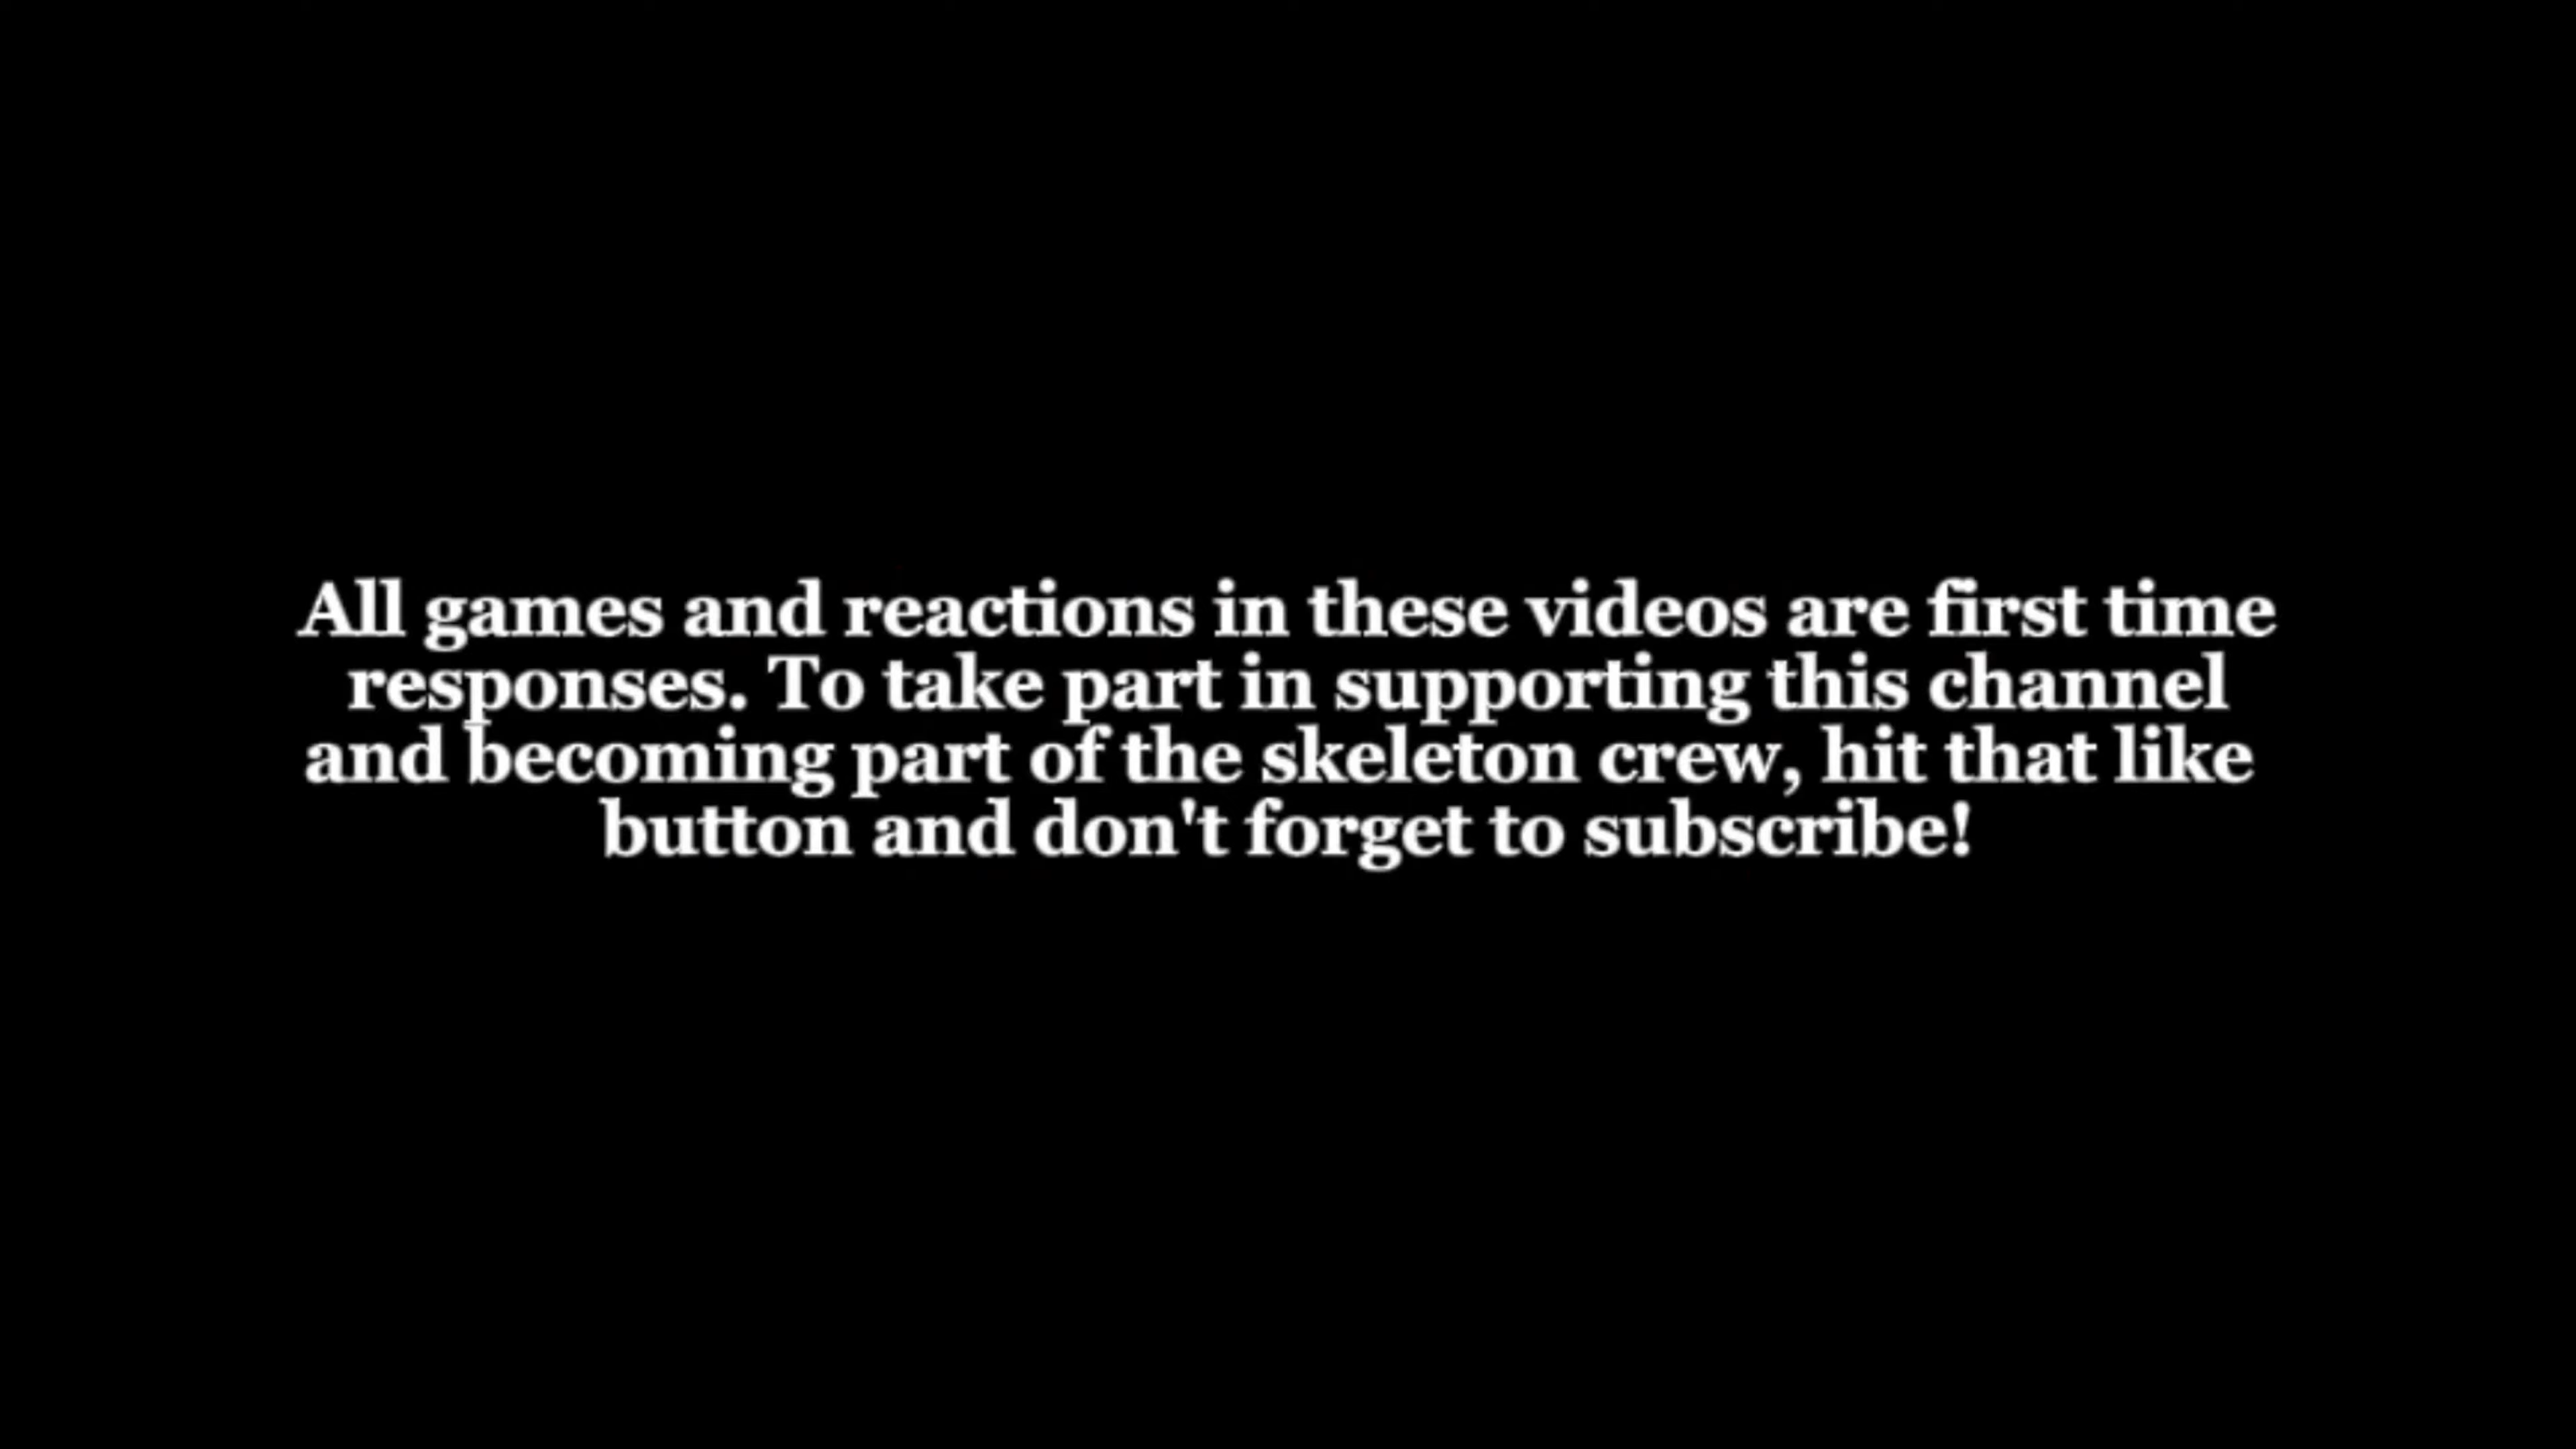 All games and reactions in these videos are first time
responses. To take part in supporting this channel
and becoming part of the skeleton crew, hit that like
button and don't forget to subscribe!